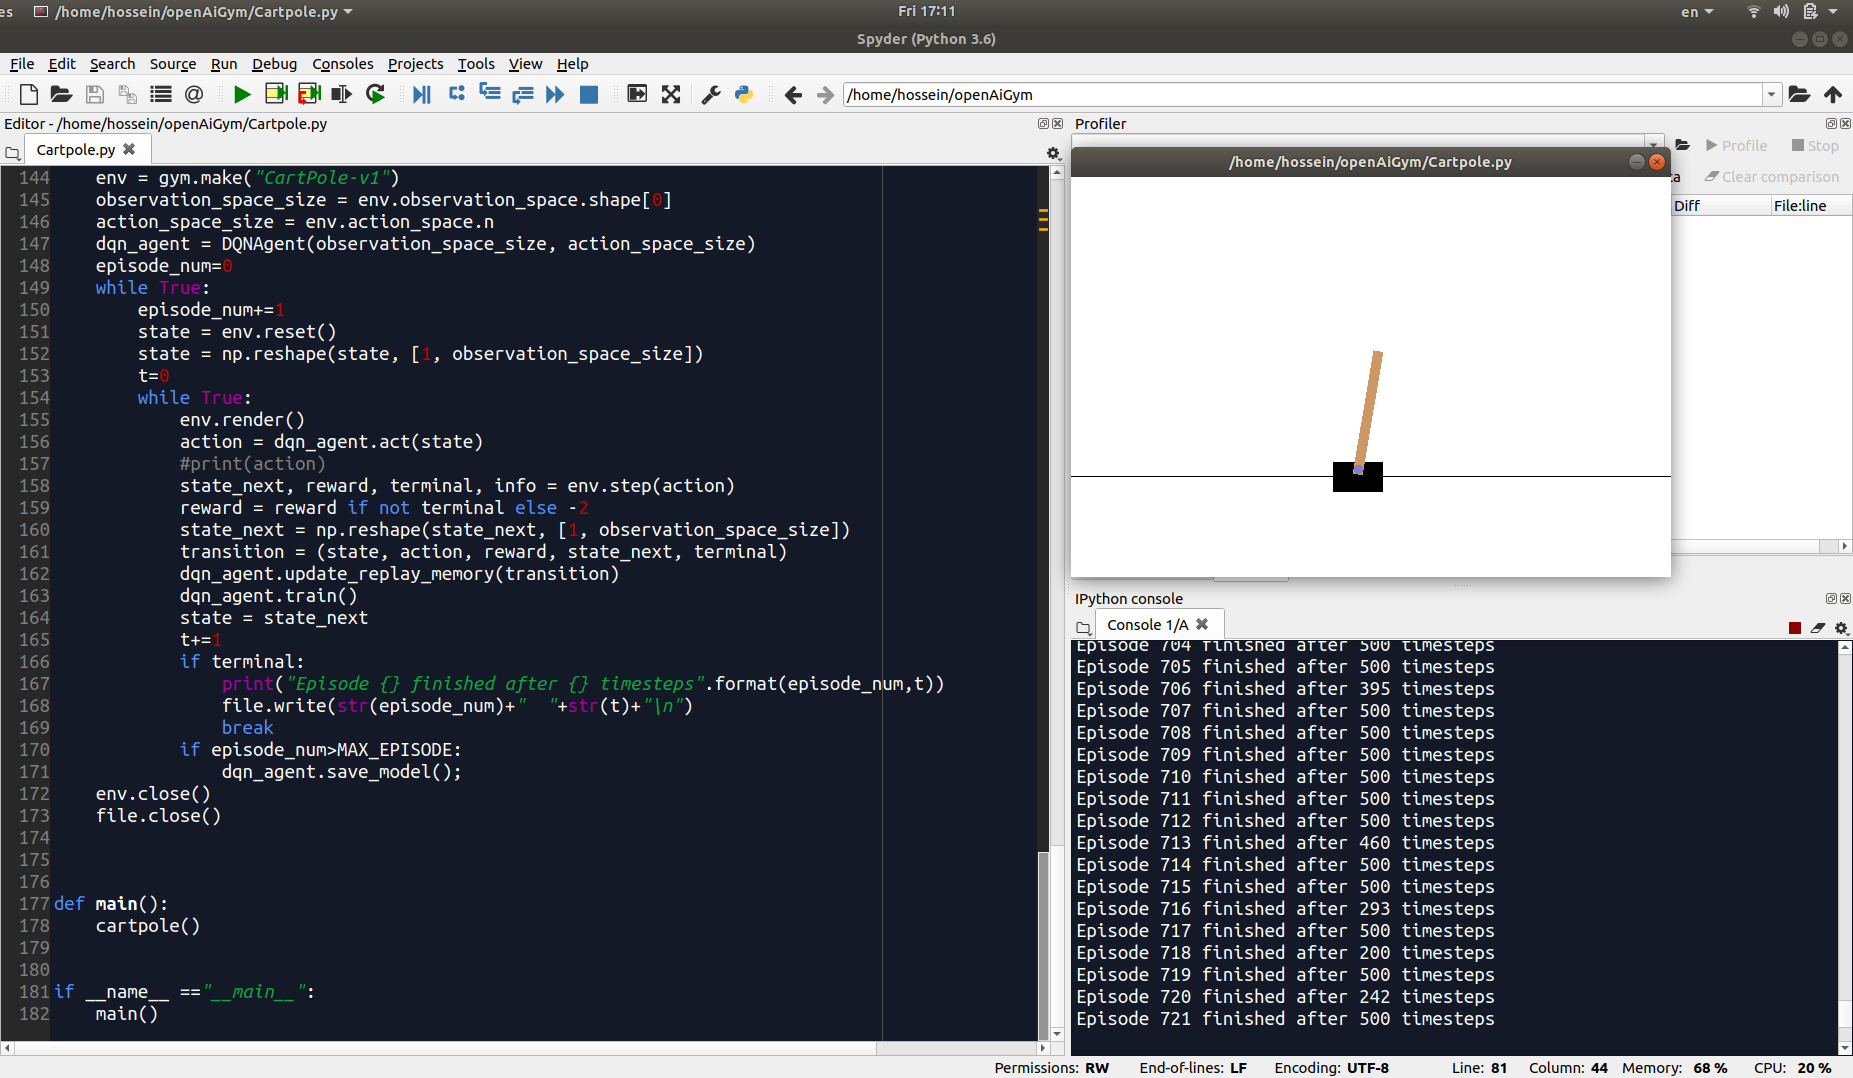 es /home/hossein/openAiGym/Cartpole.py Fri 17:11 en
Spyder (Python 3.6)
File Edit Search Source Run Debug Consoles Projects Tools View Help
/home/hossein/openAiGym
Editor - /home/hossein/openAiGym/Cartpole.py
Cartpole.py
144 env = gym.make("CartPole-v1")
145 observation_space_size = env.observation_space.shape[0]
146 action_space_size = env.action_space.n
147 dqn_agent = DQNAgent(observation_space_size, action_space_size)
148 episode_num=0
149 while True:
150 episode_num+=1
151 state = env.reset()
152 state = np.reshape(state, [1, observation_space_size])
153 t=0
154 while True:
155 env.render()
156 action = dqn_agent.act(state)
157 #print(action)
158 state_next, reward, terminal, info = env.step(action)
159 reward = reward if not terminal else -2
160 state_next = np.reshape(state_next, [1, observation_space_size])
161 transition = (state, action, reward, state_next, terminal)
162 dqn_agent.update_replay_memory(transition)
163 dqn_agent.train()
164 state = state_next
165 t+=1
166 if terminal:
167 print("Episode {} finished after {} timesteps".format(episode_num,t))
168 file.write(str(episode_num)+"  "+str(t)+"\n")
169 break
170 if episode_num>MAX_EPISODE:
171 dqn_agent.save_model();
172 env.close()
173 file.close()
174
175
176
177 def main():
178 cartpole()
179
180
181 if __name__ =="__main__":
182 main()
Profiler
Profile Stop
Clear comparison
Diff File:line
/home/hossein/openAiGym/Cartpole.py
IPython console
Console 1/A
Episode 704 finished after 500 timesteps
Episode 705 finished after 500 timesteps
Episode 706 finished after 395 timesteps
Episode 707 finished after 500 timesteps
Episode 708 finished after 500 timesteps
Episode 709 finished after 500 timesteps
Episode 710 finished after 500 timesteps
Episode 711 finished after 500 timesteps
Episode 712 finished after 500 timesteps
Episode 713 finished after 460 timesteps
Episode 714 finished after 500 timesteps
Episode 715 finished after 500 timesteps
Episode 716 finished after 293 timesteps
Episode 717 finished after 500 timesteps
Episode 718 finished after 200 timesteps
Episode 719 finished after 500 timesteps
Episode 720 finished after 242 timesteps
Episode 721 finished after 500 timesteps
Permissions: RW End-of-lines: LF Encoding: UTF-8 Line: 81 Column: 44 Memory: 68 % CPU: 20 %